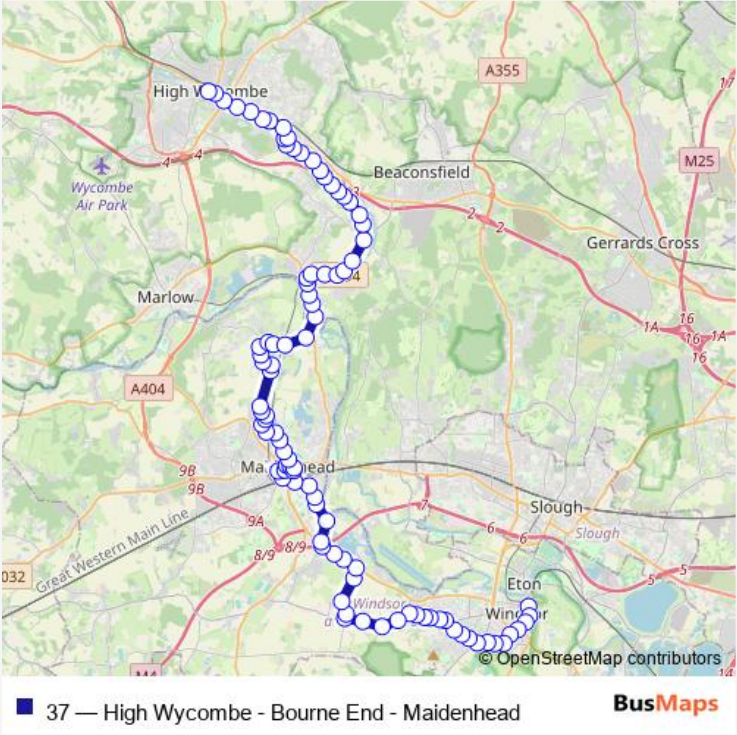 A355
High Wycombe
17
M25
4
4
Beaconsfield
Wycombe
Air Park
3
2
2
Gerrards Cross
4
Marlow
16
1A
16
1A
16
A404
Maidenhead
9B
9B
7
Slough
9A
6
6
Slough
Great Western Main Line
8/9
8/9
032
5
5
Eton
Windsor
Windsor
a
M4
© OpenStreetMap contributors
37 — High Wycombe - Bourne End - Maidenhead
BusMaps